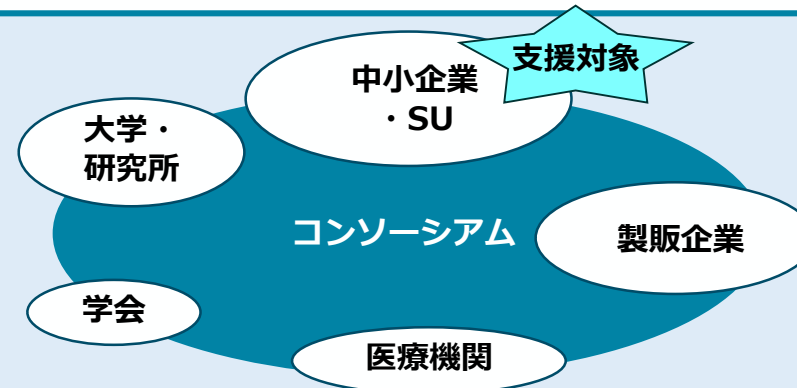 支援対象
中小企業
・SU
大学・
研究所
コンソーシアム
製販企業
学会
医療機関